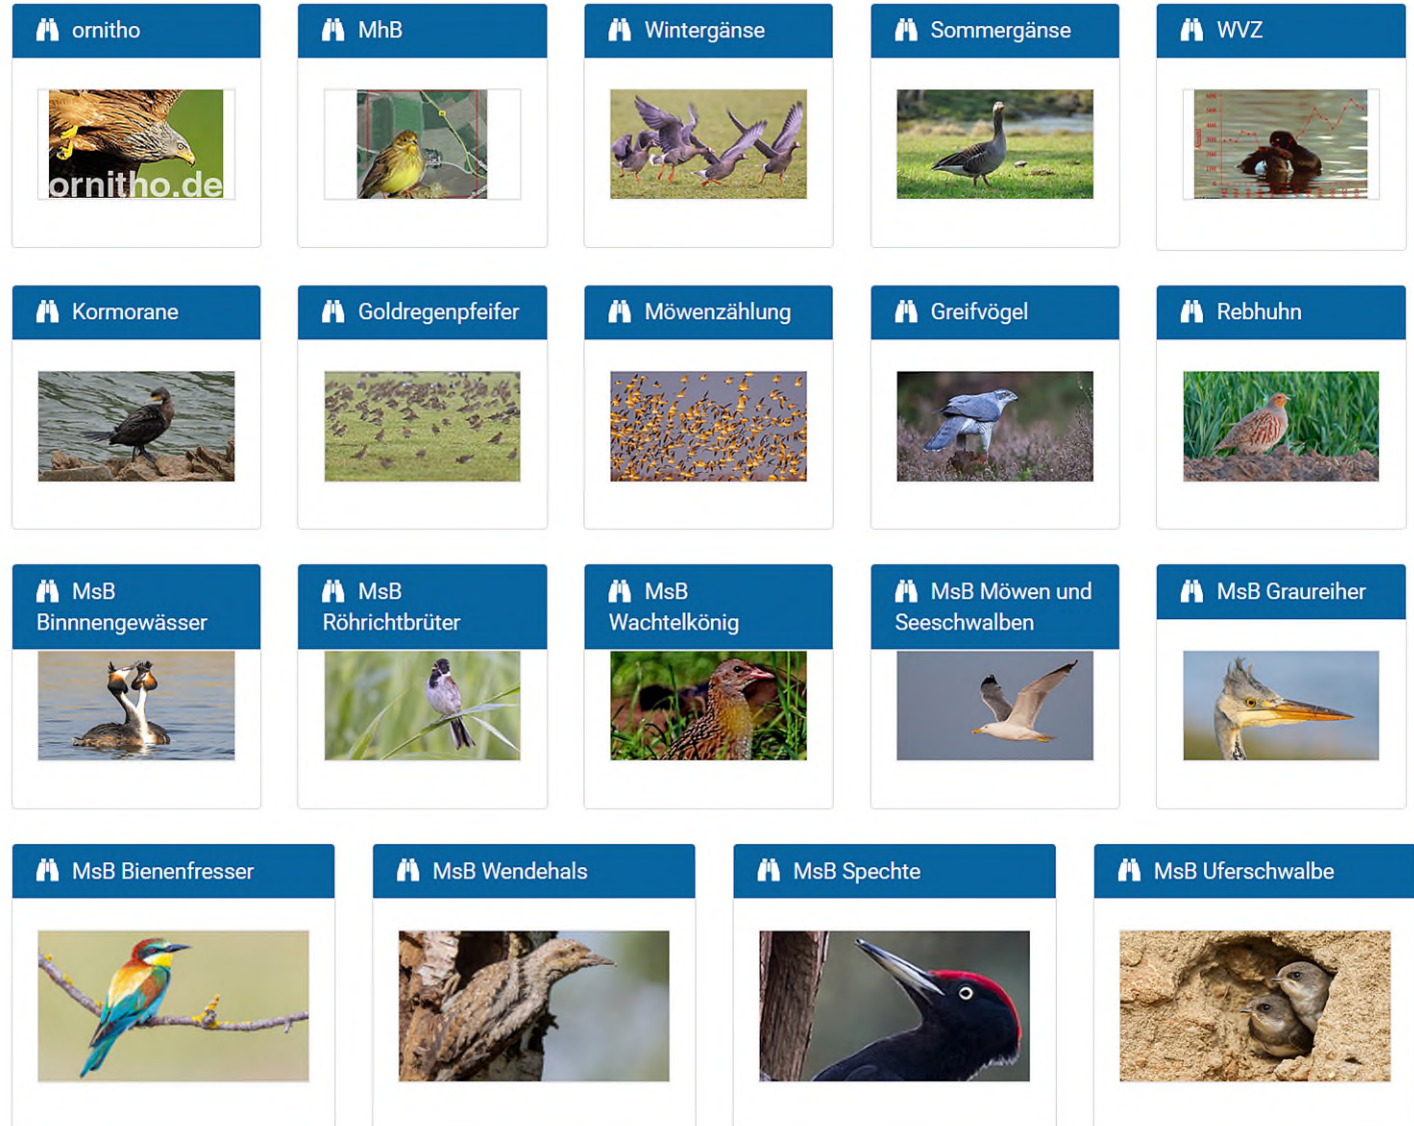 ornitho
MhB
Wintergänse
Sommergänse
WVZ
ornitho.de
Kormorane
Goldregenpfeifer
Möwenzählung
Greifvögel
Rebhuhn
MsB
Binnnengewässer
MsB
Röhrichtbrüter
MsB
Wachtelkönig
MsB Möwen und
Seeschwalben
MsB Graureiher
MsB Bienenfresser
MsB Wendehals
MsB Spechte
MsB Uferschwalbe